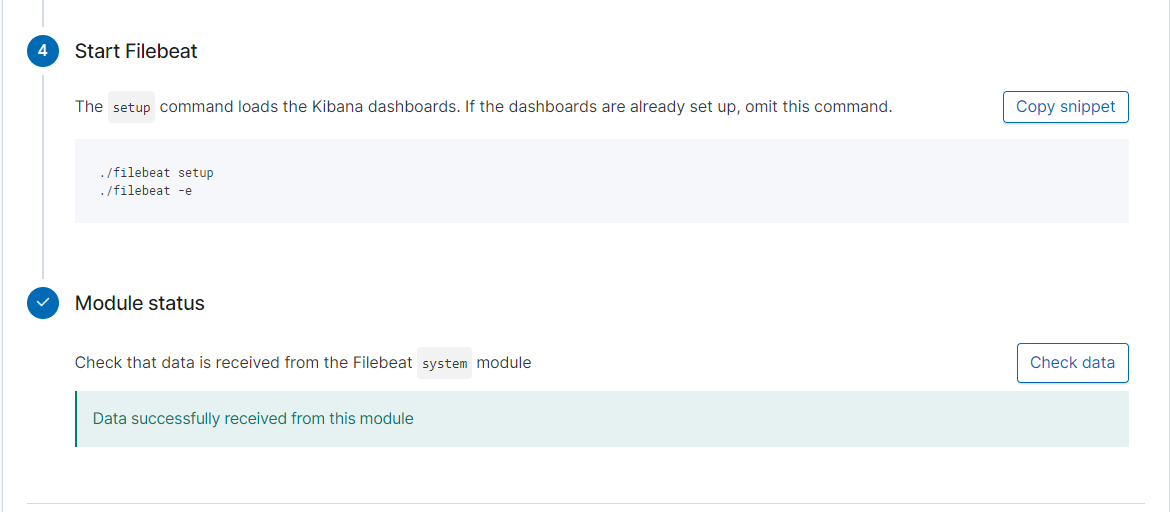 4 Start Filebeat
The setup command loads the Kibana dashboards. If the dashboards are already set up, omit this command. Copy snippet
./filebeat setup
./filebeat -e
Module status
Check that data is received from the Filebeat system module Check data
Data successfully received from this module